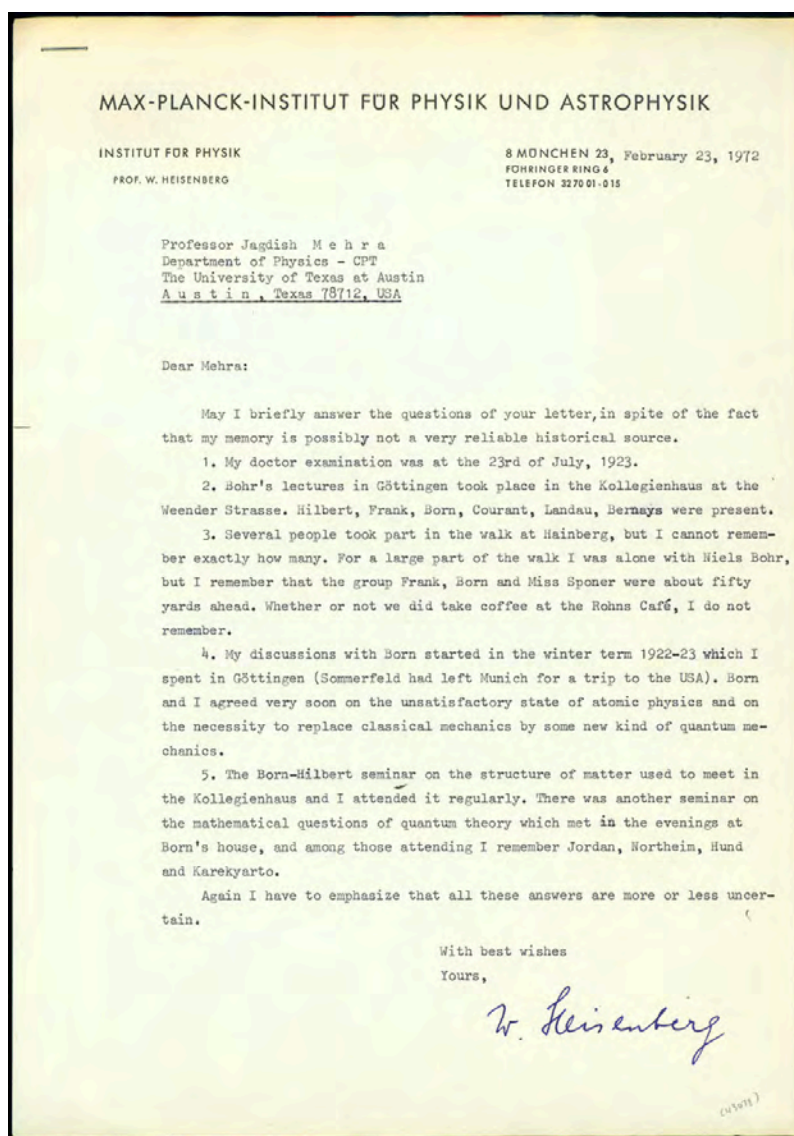 MAX-PLANCK-INSTITUT FÜR PHYSIK UND ASTROPHYSIK
INSTITUT FÜR PHYSIK
PROF. W. HEISENBERG
8 MÜNCHEN 23, February 23, 1972
FÖHRINGER RING 6
TELEFON 327001-015
Professor Jagdish M e h r a
Department of Physics - CPT
The University of Texas at Austin
A u s t i n , Texas 78712, USA
Dear Mehra:
May I briefly answer the questions of your letter, in spite of the fact
that my memory is possibly not a very reliable historical source.
1. My doctor examination was at the 23rd of July, 1923.
2. Bohr's lectures in Göttingen took place in the Kollegienhaus at the
Weender Strasse. Hilbert, Frank, Born, Courant, Landau, Bernays were present.
3. Several people took part in the walk at Hainberg, but I cannot remem-
ber exactly how many. For a large part of the walk I was alone with Niels Bohr,
but I remember that the group Frank, Born and Miss Sponer were about fifty
yards ahead. Whether or not we did take coffee at the Rohns Café, I do not
remember.
4. My discussions with Born started in the winter term 1922-23 which I
spent in Göttingen (Sommerfeld had left Munich for a trip to the USA). Born
and I agreed very soon on the unsatisfactory state of atomic physics and on
the necessity to replace classical mechanics by some new kind of quantum me-
chanics.
5. The Born-Hilbert seminar on the structure of matter used to meet in
the Kollegienhaus and I attended it regularly. There was another seminar on
the mathematical questions of quantum theory which met in the evenings at
Born's house, and among those attending I remember Jordan, Northeim, Hund
and Karekyarto.
Again I have to emphasize that all these answers are more or less uncer-
tain.
With best wishes
Yours,
W. Heisenberg